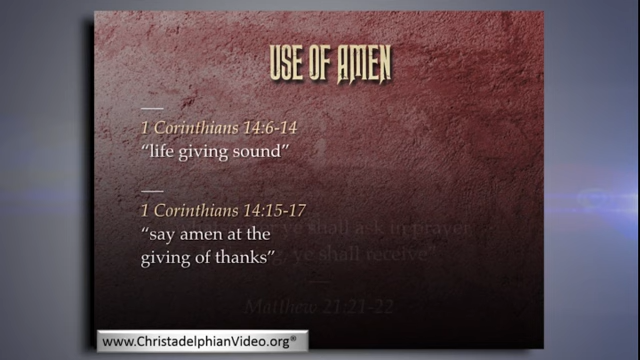 USE OF AMEN
1 Corinthians 14:6-14
“life giving sound”
1 Corinthians 14:15-17
“say amen at the
giving of thanks”
ye shall ask in prayer
ye shall receive”
Matthew 21:21-22
www.ChristadelphianVideo.org®